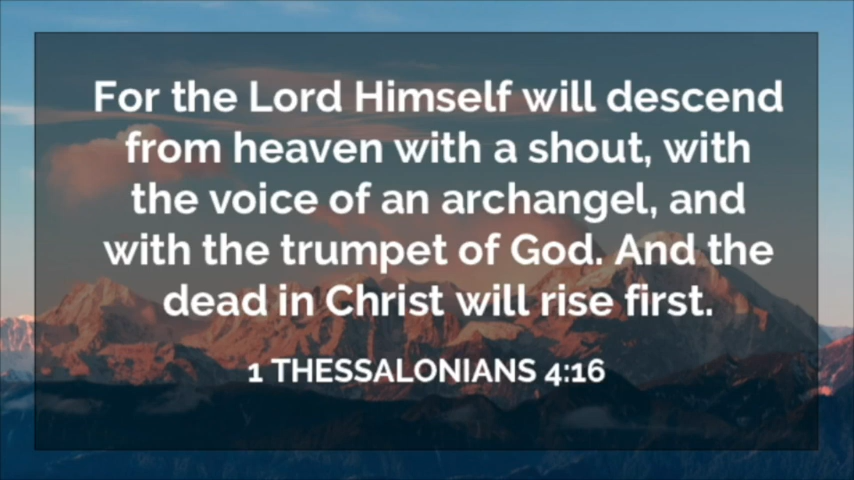 For the Lord Himself will descend
from heaven with a shout, with
the voice of an archangel, and
with the trumpet of God. And the
dead in Christ will rise first.
1 THESSALONIANS 4:16